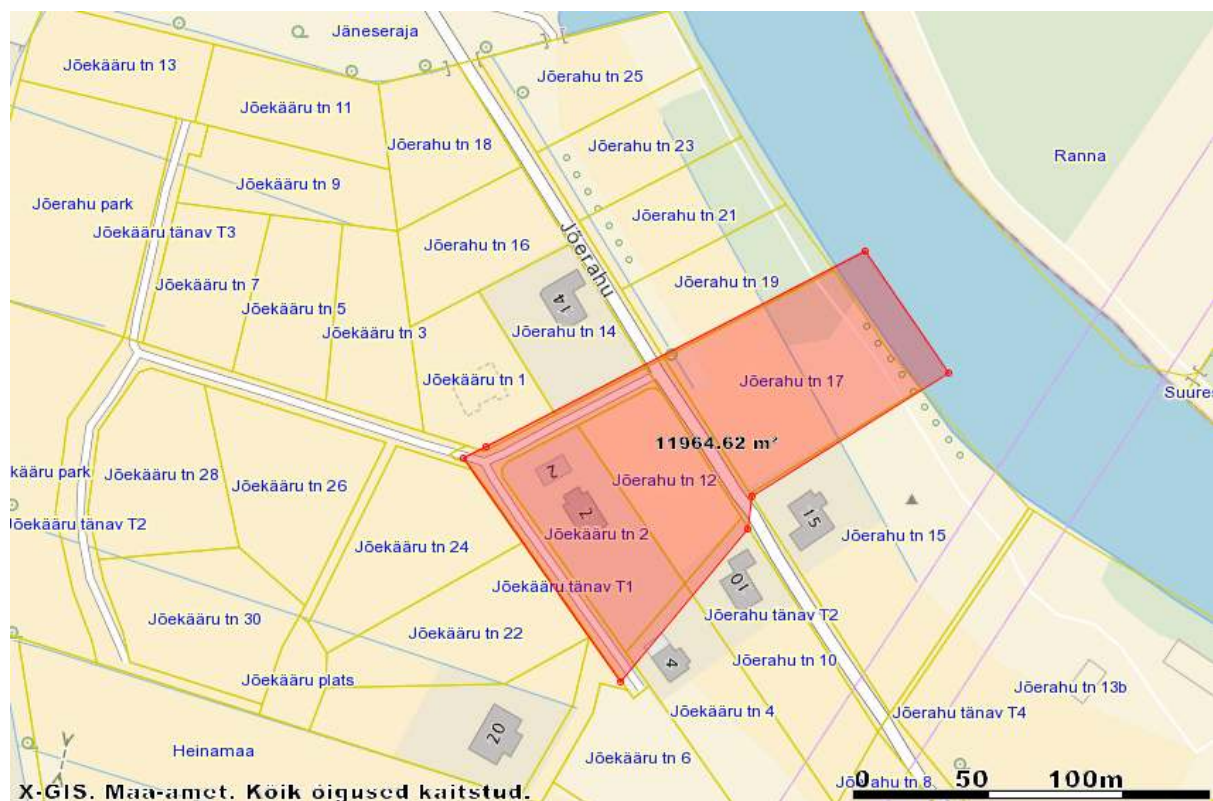 Jäneseraja
Jõekääru tn 13
Jõerahu tn 25
Jõekääru tn 11
Jõerahu tn 18
Jõerahu tn 23
Ranna
Jõekääru tn 9
Jõerahu park
Jõerahu tn 21
Jõekääru tänav T3
Jõerahu tn 16
Jõerahu
Jõekääru tn 7
Jõerahu tn 19
Jõekääru tn 5
14
Jõekääru tn 3
Jõerahu tn 14
Jõekääru tn 1
Jõerahu tn 17
Suures
11964.62 m²
kääru park
Jõekääru tn 28
2
Jõerahu tn 12
Jõekääru tn 26
2
15
Jõekääru tänav T2
Jõekääru tn 2
Jõerahu tn 15
Jõekääru tn 24
10
Jõekääru tänav T1
Jõerahu tänav T2
Jõekääru tn 30
Jõekääru tn 22
4
Jõerahu tn 10
Jõekääru plats
Jõerahu tn 13b
Jõekääru tn 4
Jõerahu tänav T4
20
Heinamaa
Jõekääru tn 6
Jõerahu tn 8
0 50 100m
X-GIS. Maa-amet. Kõik õigused kaitstud.